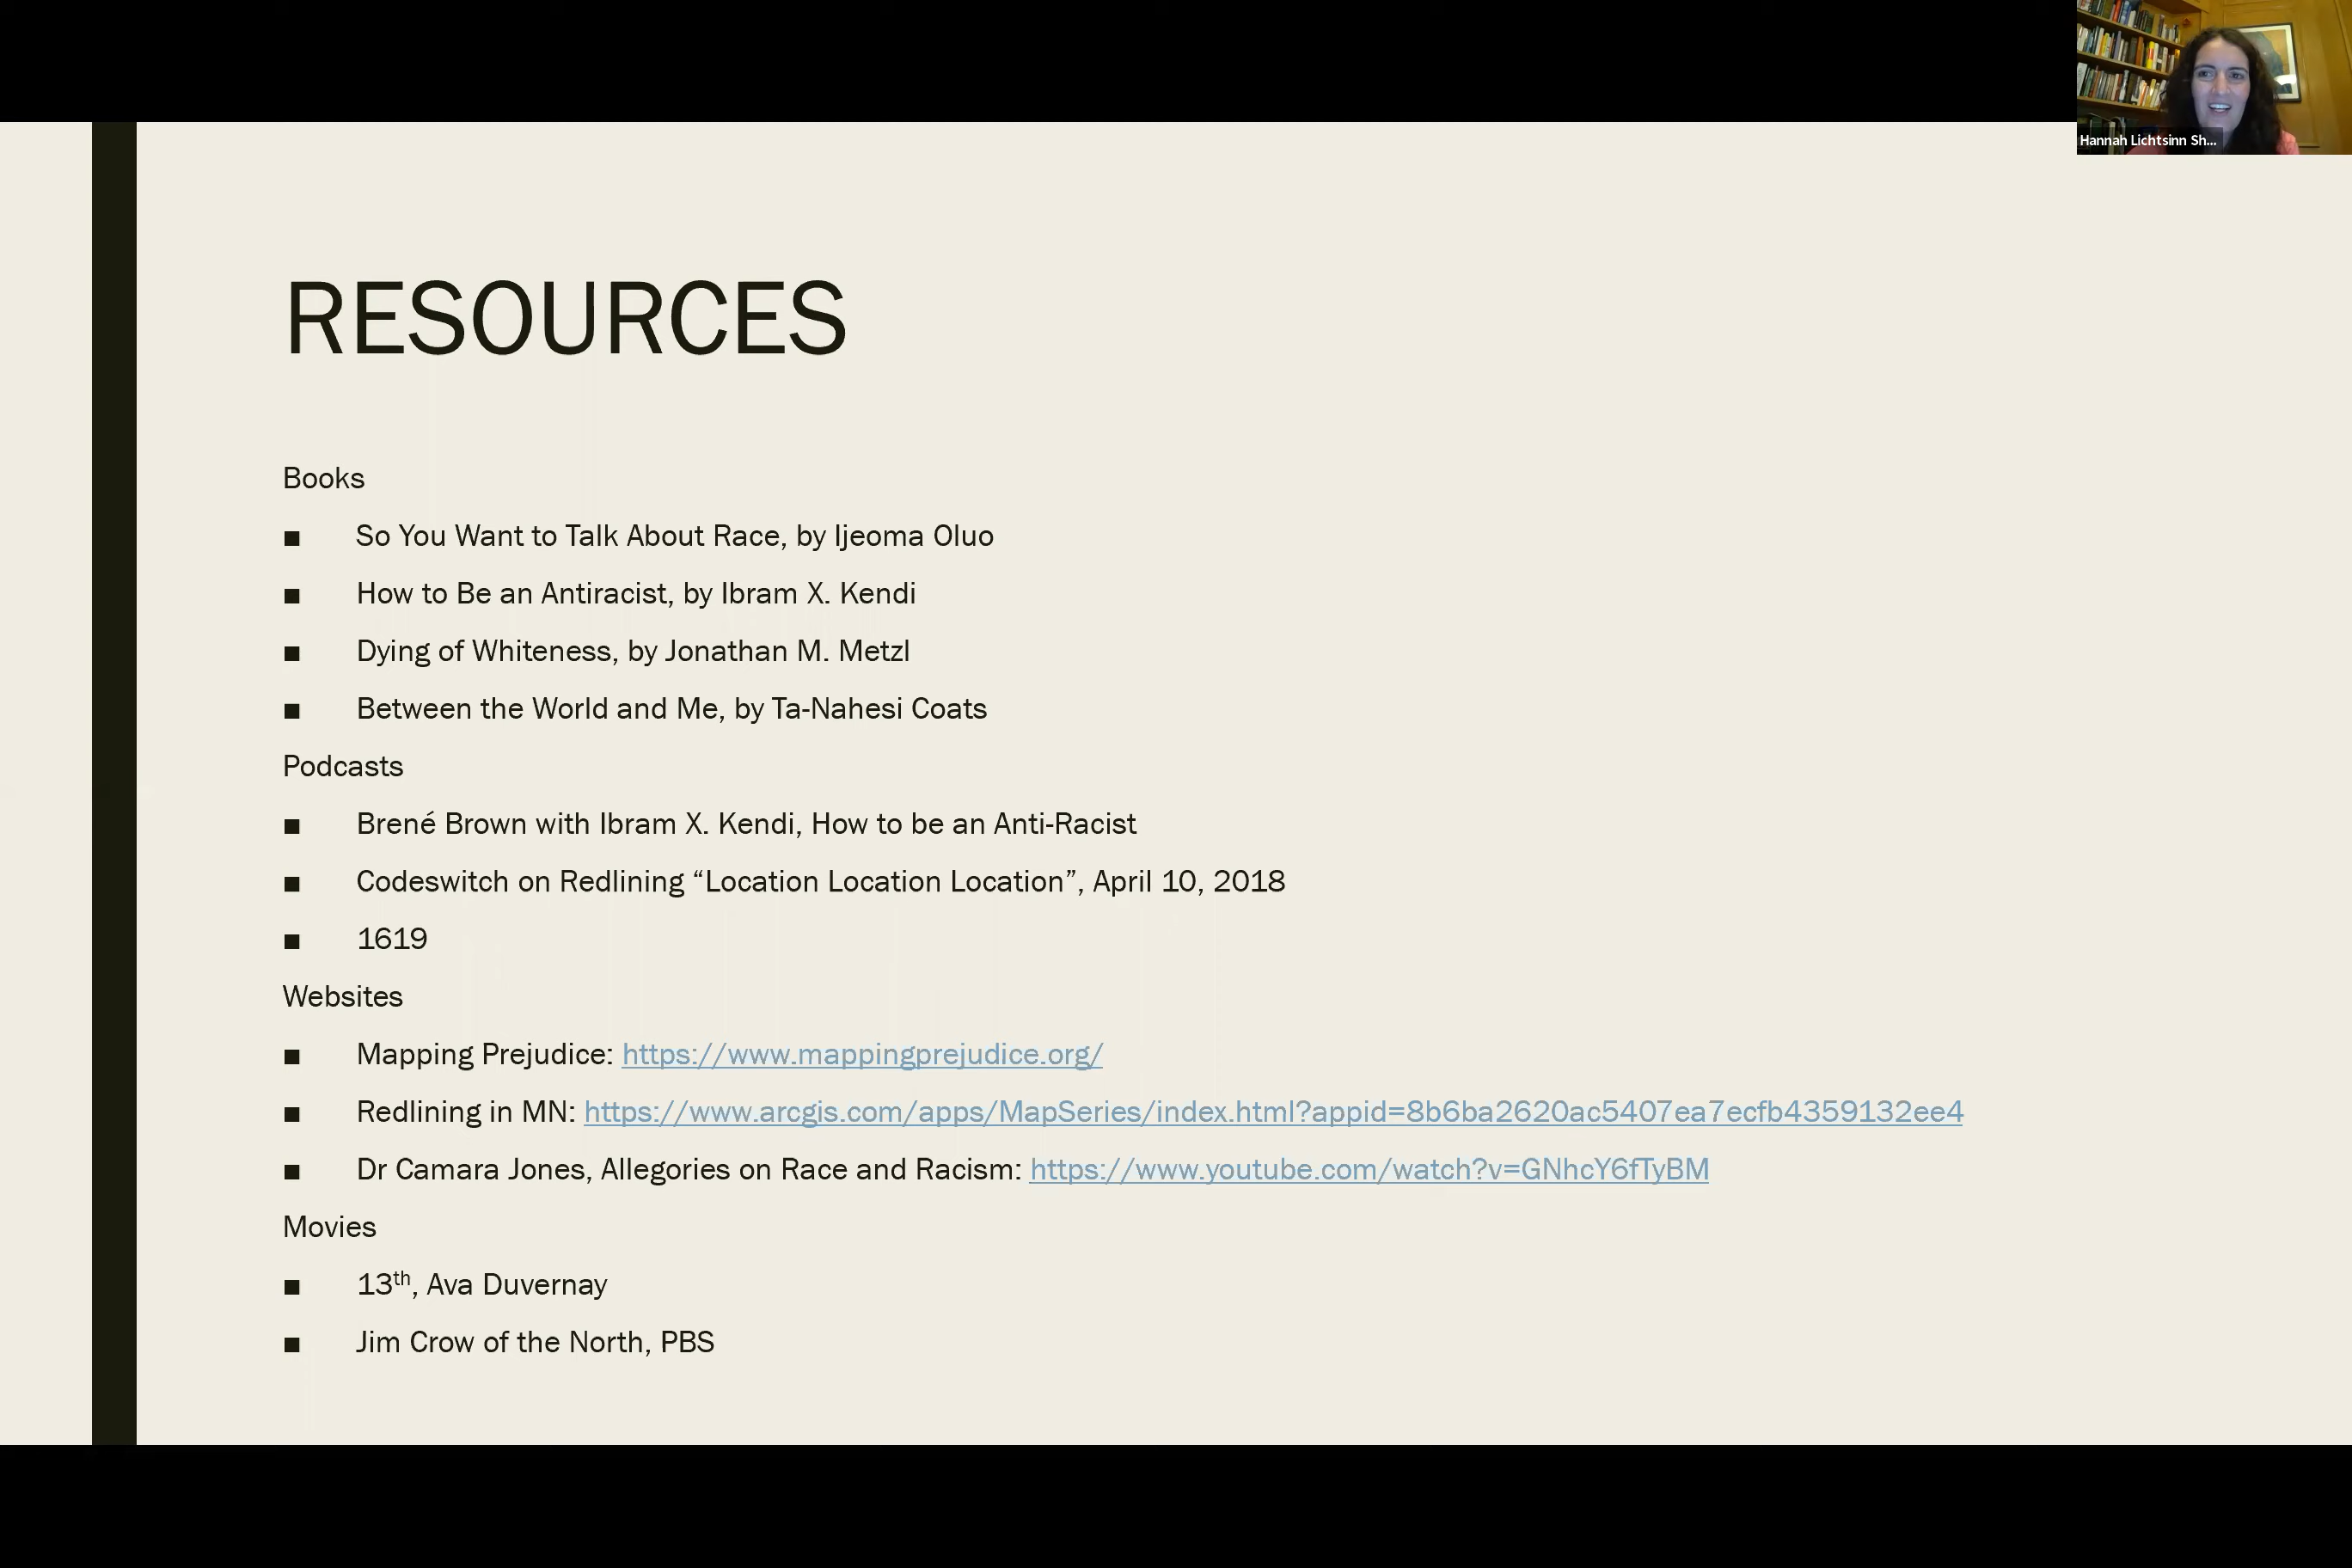 Hannah Lichtsinn Sh...
RESOURCES
Books
■ So You Want to Talk About Race, by Ijeoma Oluo
■ How to Be an Antiracist, by Ibram X. Kendi
■ Dying of Whiteness, by Jonathan M. Metzl
■ Between the World and Me, by Ta-Nahesi Coats
Podcasts
■ Brené Brown with Ibram X. Kendi, How to be an Anti-Racist
■ Codeswitch on Redlining “Location Location Location”, April 10, 2018
■ 1619
Websites
■ Mapping Prejudice: https://www.mappingprejudice.org/
■ Redlining in MN: https://www.arcgis.com/apps/MapSeries/index.html?appid=8b6ba2620ac5407ea7ecfb4359132ee4
■ Dr Camara Jones, Allegories on Race and Racism: https://www.youtube.com/watch?v=GNhcY6fTyBM
Movies
■ 13th, Ava Duvernay
■ Jim Crow of the North, PBS